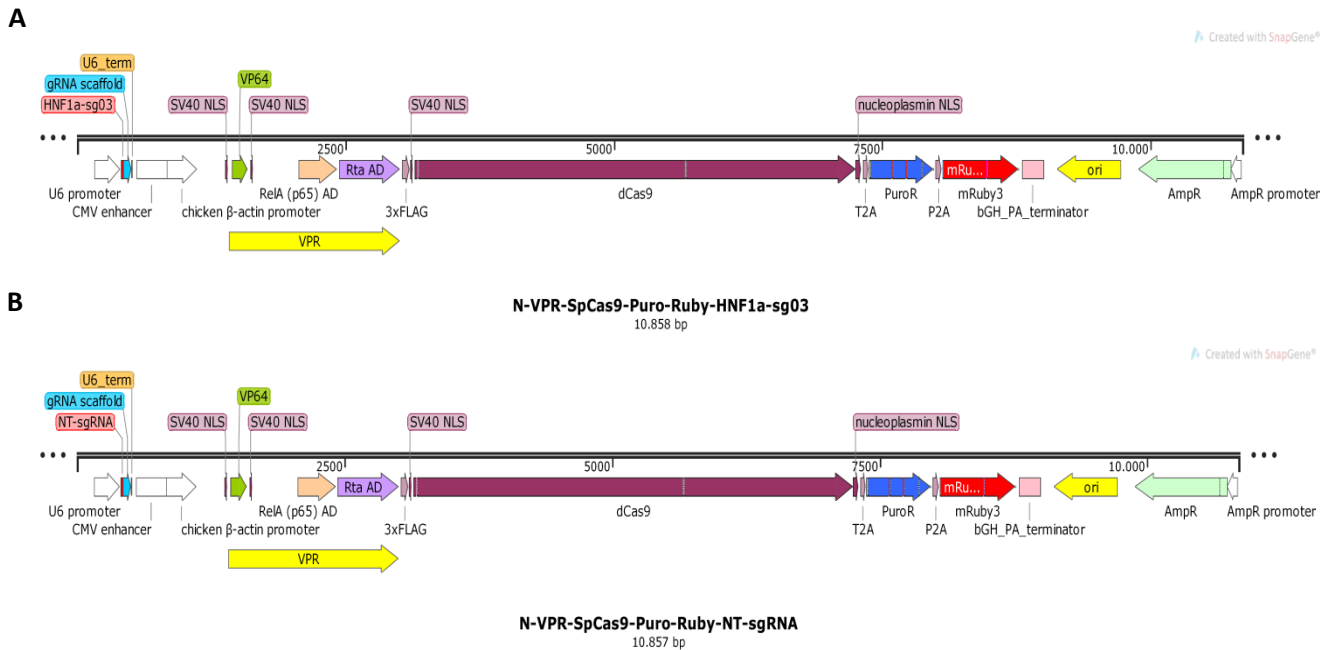 A
Created with SnapGene®
U6_term
gRNA scaffold
VP64
HNF1a-sg03
SV40 NLS
SV40 NLS
SV40 NLS
nucleoplasmin NLS
2500
5000
7500
10.000
Rta AD
mRu...
ori
U6 promoter
RelA (p65) AD
dCas9
PuroR
mRuby3
AmpR
AmpR promoter
CMV enhancer
chicken β-actin promoter
3xFLAG
T2A
P2A
bGH_PA_terminator
VPR
N-VPR-SpCas9-Puro-Ruby-HNF1a-sg03
10.858 bp
B
Created with SnapGene®
U6_term
gRNA scaffold
VP64
NT-sgRNA
SV40 NLS
SV40 NLS
SV40 NLS
nucleoplasmin NLS
2500
5000
7500
10.000
Rta AD
mRu...
ori
U6 promoter
RelA (p65) AD
dCas9
PuroR
mRuby3
AmpR
AmpR promoter
CMV enhancer
chicken β-actin promoter
3xFLAG
T2A
P2A
bGH_PA_terminator
VPR
N-VPR-SpCas9-Puro-Ruby-NT-sgRNA
10.857 bp